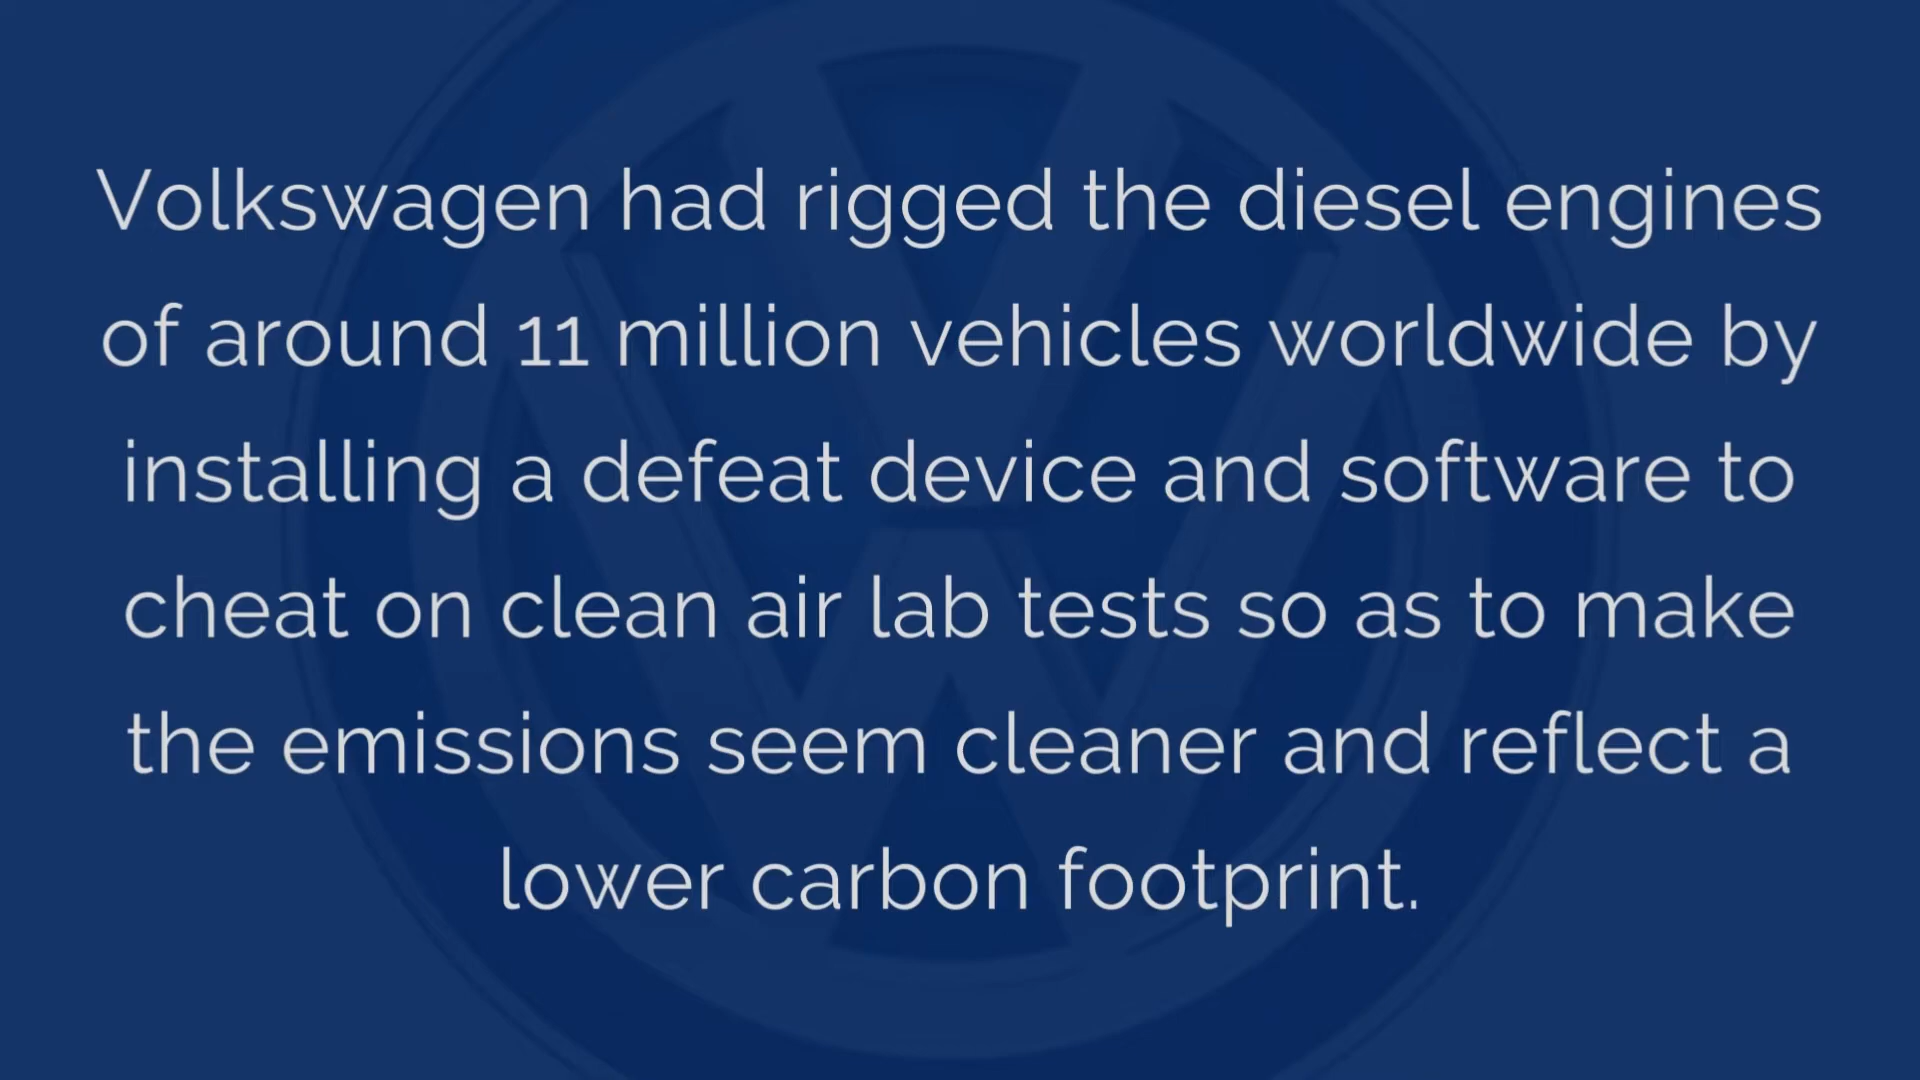 Volkswagen had rigged the diesel engines
of around 11 million vehicles worldwide by
installing a defeat device and software to
cheat on clean air lab tests so as to make
the emissions seem cleaner and reflect a
lower carbon footprint.